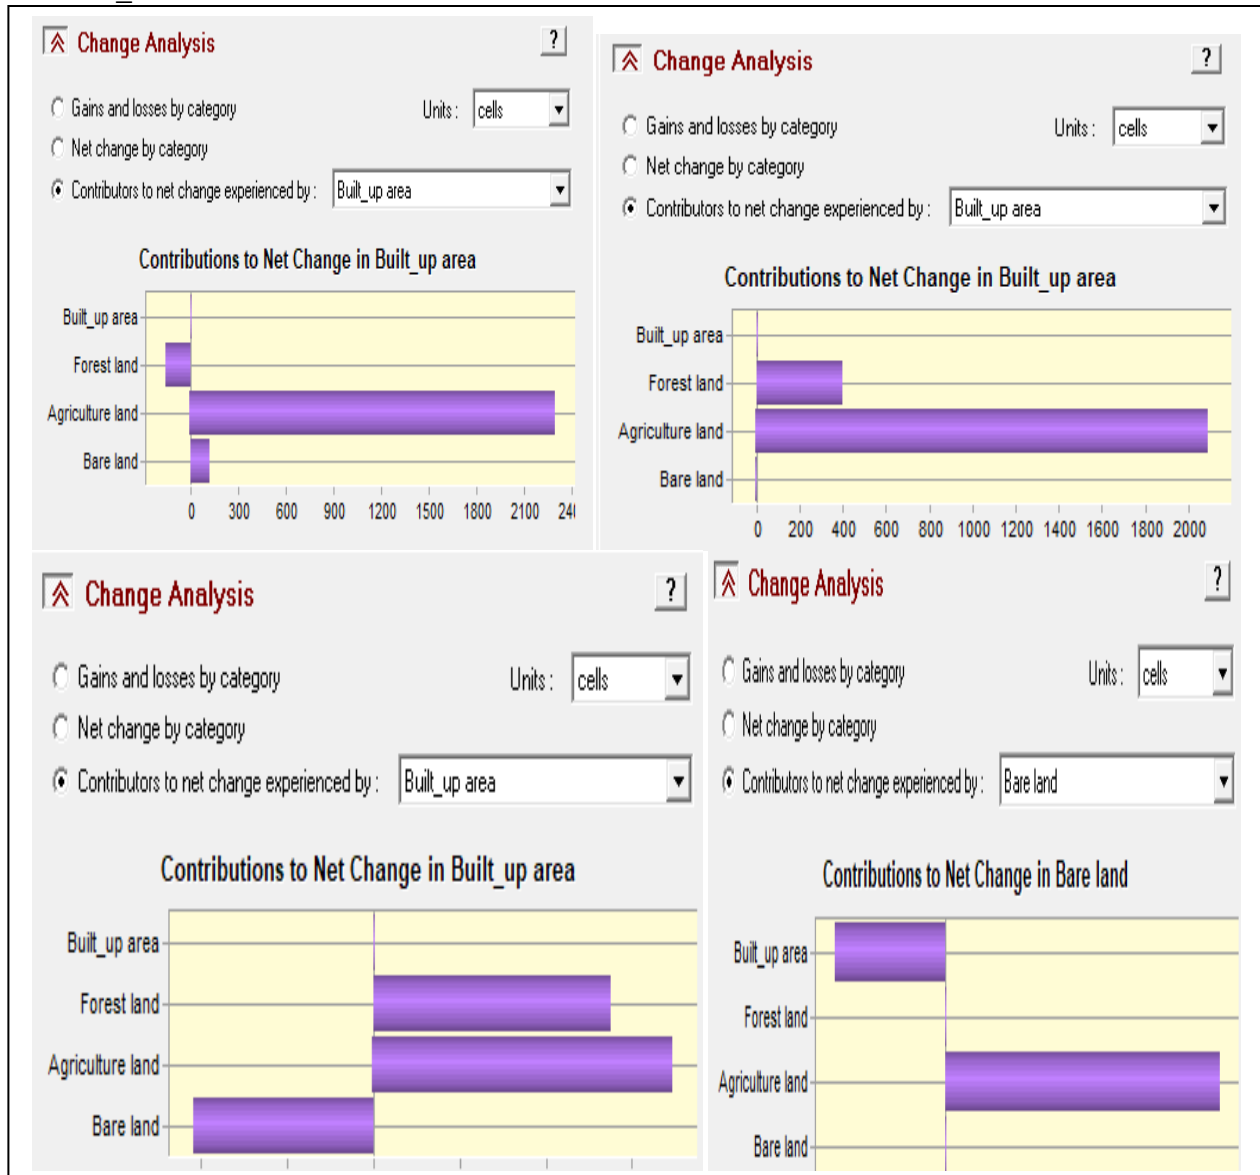 Change Analysis ?
Gains and losses by category Units : cells
Net change by category
Contributors to net change experienced by : Built_up area
Contributions to Net Change in Built_up area
Built_up area
Forest land
Agriculture land
Bare land
0 300 600 900 1200 1500 1800 2100
Change Analysis ?
Gains and losses by category Units : cells
Net change by category
Contributors to net change experienced by : Built_up area
Contributions to Net Change in Built_up area
Built_up area
Forest land
Agriculture land
Bare land
0 200 400 600 800 1000 1200 1400 1600 1800 2000
Change Analysis ?
Gains and losses by category Units : cells
Net change by category
Contributors to net change experienced by : Built_up area
Contributions to Net Change in Built_up area
Built_up area
Forest land
Agriculture land
Bare land
Change Analysis ?
Gains and losses by category Units : cells
Net change by category
Contributors to net change experienced by : Bare land
Contributions to Net Change in Bare land
Built_up area
Forest land
Agriculture land
Bare land